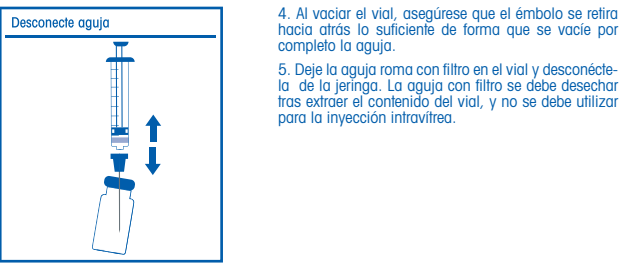 Desconecte aguja
4. Al vaciar el vial, asegúrese que el émbolo se retira
hacia atrás lo suficiente de forma que se vacíe por
completo la aguja.
5. Deje la aguja roma con filtro en el vial y desconécte-
la de la jeringa. La aguja con filtro se debe desechar
tras extraer el contenido del vial, y no se debe utilizar
para la inyección intravítrea.